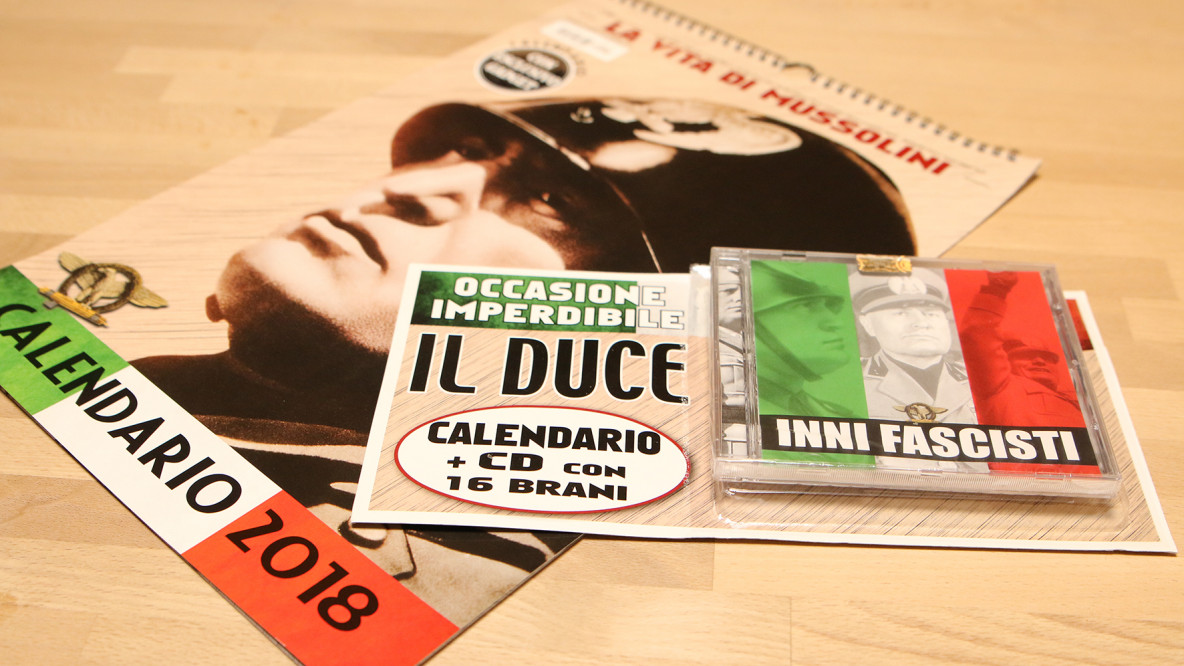 LA VITA DI MUSSOLINI
CALENDARIO 2018
OCCASIONE
IMPERDIBILE
IL DUCE
CALENDARIO
+ CD CON
16 BRANI
INNI FASCISTI